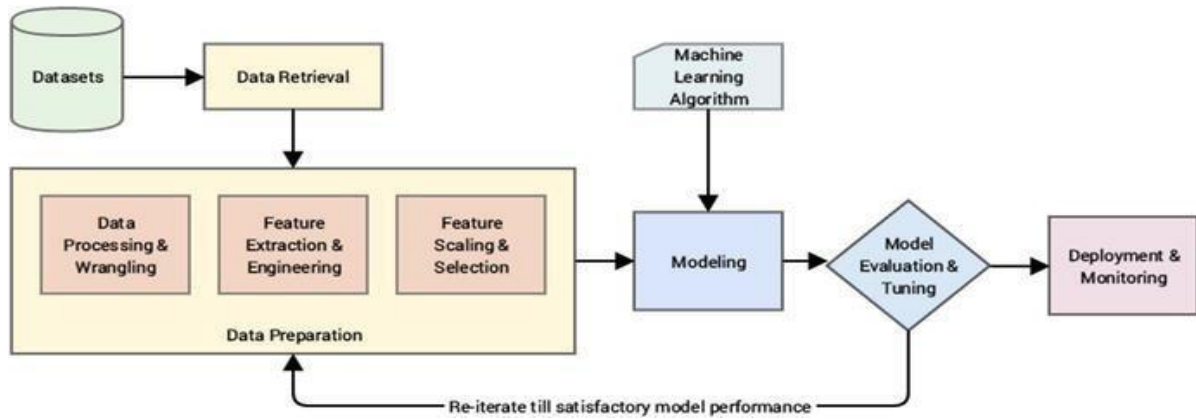 Datasets
Data Retrieval
Machine
Learning
Algorithm
Data
Processing &
Wrangling
Feature
Extraction &
Engineering
Feature
Scaling &
Selection
Data Preparation
Modeling
Model
Evaluation &
Tuning
Deployment &
Monitoring
Re-iterate till satisfactory model performance